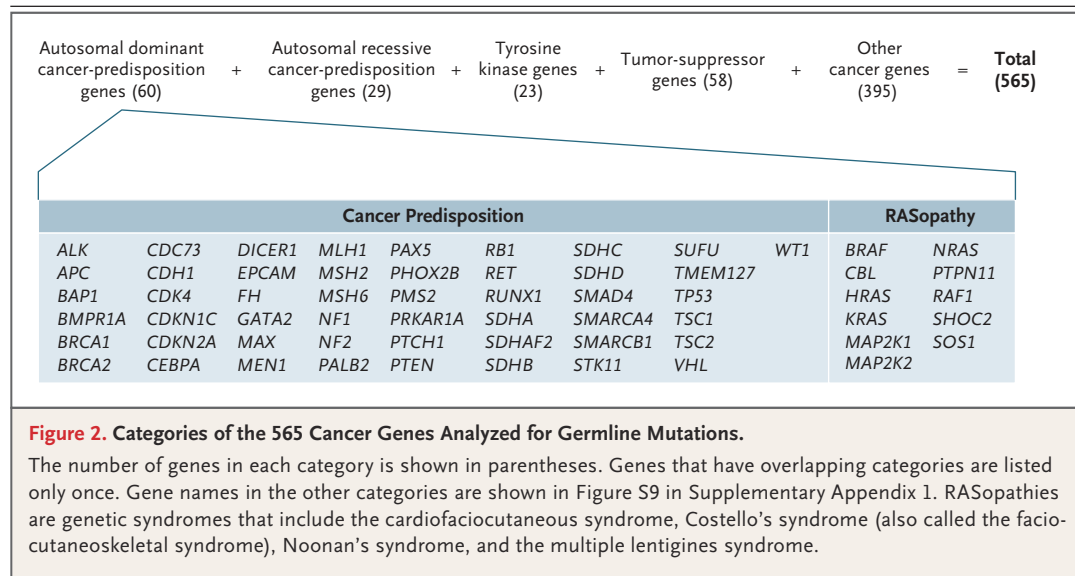 Autosomal dominant
cancer-predisposition
genes (60)
+
Autosomal recessive
cancer-predisposition
genes (29)
+
Tyrosine
kinase genes
(23)
+
Tumor-suppressor
genes (58)
+
Other
cancer genes
(395)
=
Total
(565)
Cancer Predisposition RASopathy
ALK CDC73 DICER1 MLH1 PAX5 RB1 SDHC SUFU WT1 BRAF NRAS
APC CDH1 EPCAM MSH2 PHOX2B RET SDHD TMEM127 CBL PTPN11
BAP1 CDK4 FH MSH6 PMS2 RUNX1 SMAD4 TP53 HRAS RAF1
BMPR1A CDKN1C GATA2 NF1 PRKAR1A SDHA SMARCA4 TSC1 KRAS SHOC2
BRCA1 CDKN2A MAX NF2 PTCH1 SDHAF2 SMARCB1 TSC2 MAP2K1 SOS1
BRCA2 CEBPA MEN1 PALB2 PTEN SDHB STK11 VHL MAP2K2
Figure 2. Categories of the 565 Cancer Genes Analyzed for Germline Mutations.
The number of genes in each category is shown in parentheses. Genes that have overlapping categories are listed
only once. Gene names in the other categories are shown in Figure S9 in Supplementary Appendix 1. RASopathies
are genetic syndromes that include the cardiofaciocutaneous syndrome, Costello's syndrome (also called the facio-
cutaneoskeletal syndrome), Noonan's syndrome, and the multiple lentigines syndrome.